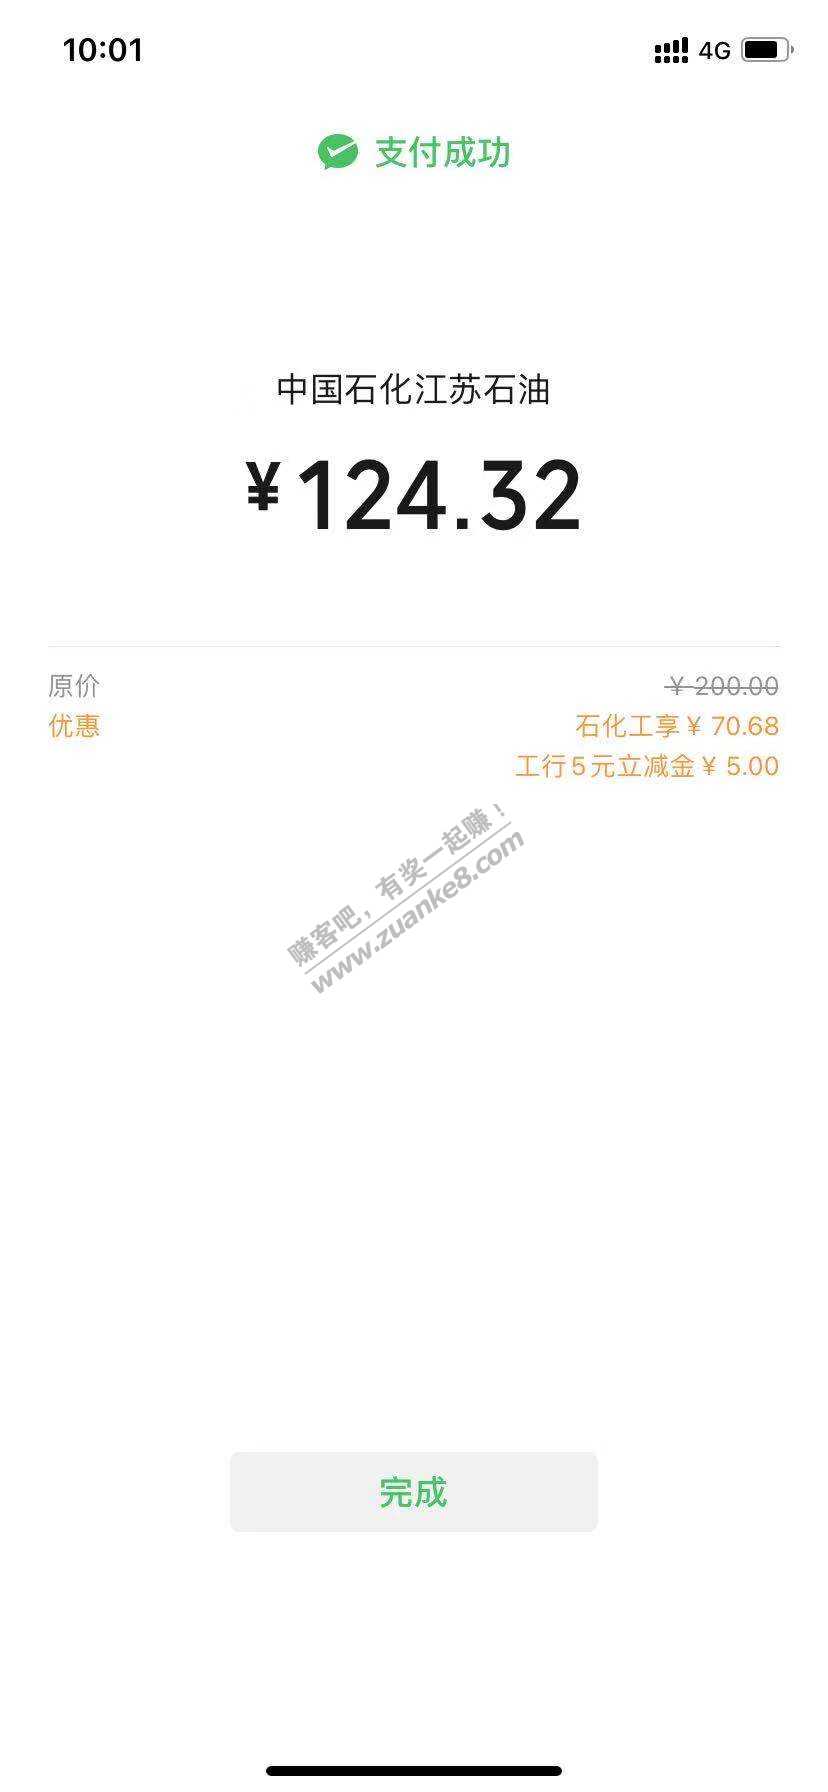 10:01 4G
支付成功
中国石化江苏石油
¥124.32
原价 ¥ 200.00
优惠 石化工享¥ 70.68
工行5元立减金¥ 5.00
赚客吧，有奖一起赚！
www.zuanke8.com
完成